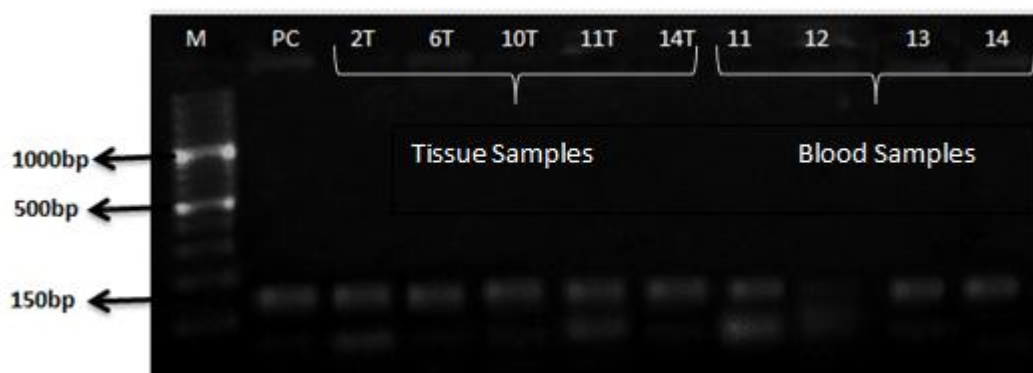 M PC 2T 6T 10T 11T 14T 11 12 13 14
Tissue Samples Blood Samples
1000bp
500bp
150bp